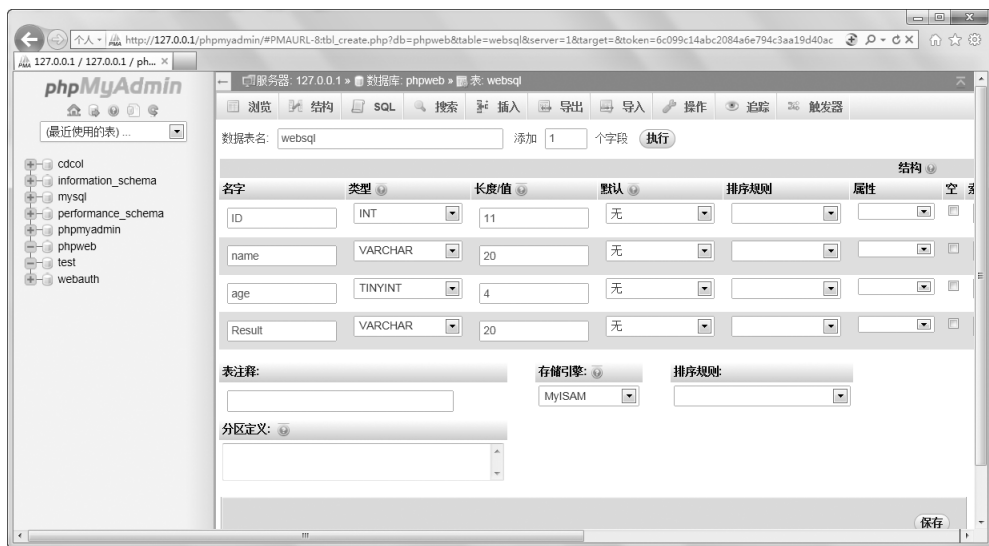 个人 http://127.0.0.1/phpmyadmin/#PMAURL-8:tbl_create.php?db=phpweb&table=websql&server=1&target=&token=6c099c14abc2084a6e794c3aa19d40ac
127.0.0.1 / 127.0.0.1 / ph...
phpMyAdmin
(最近使用的表) ...
cdcol
information_schema
mysql
performance_schema
phpmyadmin
phpweb
test
webauth
服务器: 127.0.0.1 » 数据库: phpweb » 表: websql
浏览 结构 SQL 搜索 插入 导出 导入 操作 追踪 触发器
数据表名: websql 添加 1 个字段 执行
结构
名字 类型 长度/值 默认 排序规则 属性 空
ID INT 11 无
name VARCHAR 20 无
age TINYINT 4 无
Result VARCHAR 20 无
表注释: 存储引擎: 排序规则:
MyISAM
分区定义:
保存